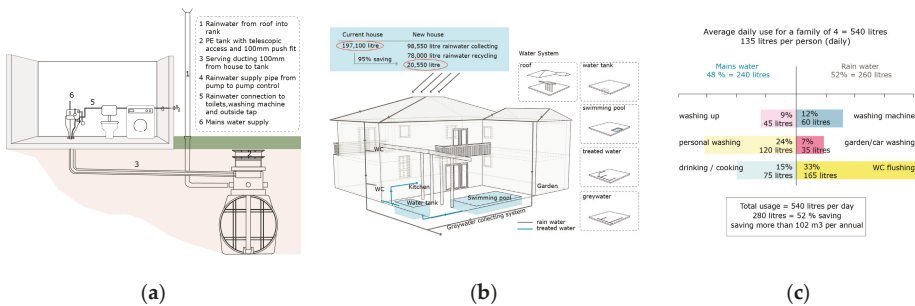 1 Rainwater from roof into
rank
2 PE tank with telescopic
access and 100mm push fit
3 Serving ducting 100mm
from house to tank
4 Rainwater supply pipe from
pump to pump control
5 Rainwater connection to
toilets,washing machine
and outside tap
6 Mains water supply
1
6
5
3
2
(a)
Current house
197,100 litre
95% saving
New house
98,550 litre rainwater collecting
78,000 litre rainwater recycling
20,550 litre
Water System
roof
water tank
swimming pool
treated water
greywater
WC
WC
Kitchen
Water tank
Swimming pool
Garden
Graywater collecting system
rain water
treated water
(b)
Average daily use for a family of 4 = 540 litres
135 litres per person (daily)
Mains water
48 % = 240 litres
Rain water
52% = 260 litres
washing up
9%
45 litres
12%
60 litres
washing machine
personal washing
24%
120 litres
7%
35 litres
garden/car washing
drinking / cooking
15%
75 litres
33%
165 litres
WC flushing
Total usage = 540 litres per day
280 litres = 52 % saving
saving more than 102 m3 per annual
(c)